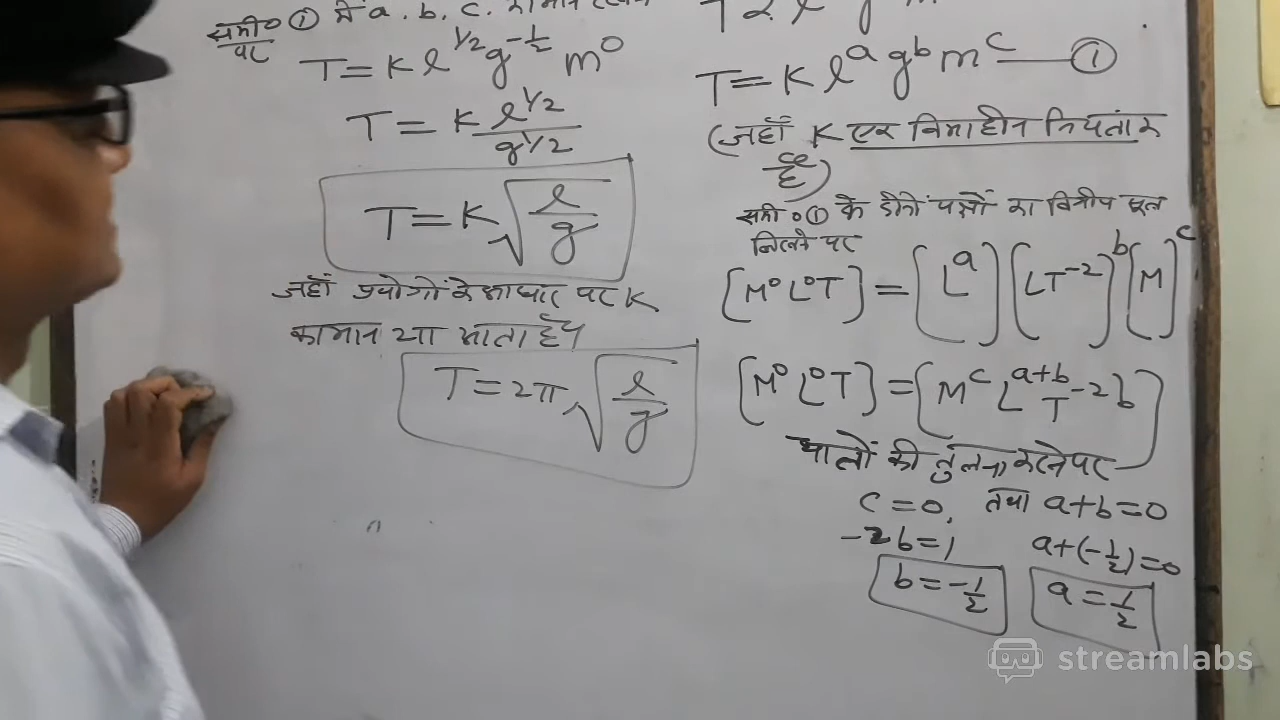 समी० ① में a. b. c. का मान रखने
पर
T = K l^{1/2} g^{-1/2} m^0
T = K l^{1/2} / g^{1/2}
T = K √(l/g)
जहाँ प्रयोगों के आधार पर K
का मान 2π आता है।
T = 2π √(l/g)
T = K l^a g^b m^c — ①
(जहाँ K एक विमाहीन नियतांक
है)
समी० ① के दोनों पक्षों का विमीय सूत्र
लिखने पर
[M^0 L^0 T] = [L^a] [LT^{-2}]^b [M]^c
[M^0 L^0 T] = [M^c L^{a+b} T^{-2b}]
घातों की तुलना करने पर
c = 0, तथा a+b=0
-2b = 1 a+(-1/2)=0
b = -1/2 a = 1/2
streamlabs